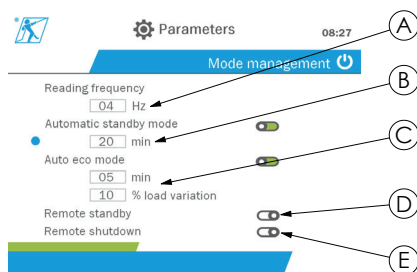 Parameters 08:27 A
Mode management
Reading frequency
04 Hz
Automatic standby mode B
20 min
Auto eco mode C
05 min
10 % load variation
Remote standby D
Remote shutdown E